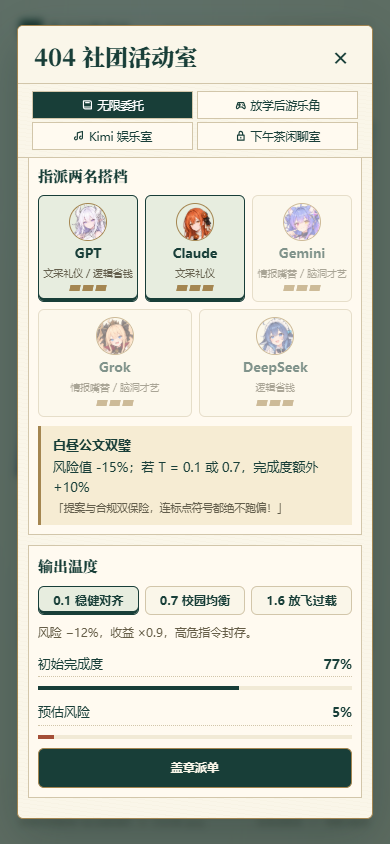 404 社团活动室
无限委托
放学后游乐角
Kimi 娱乐室
下午茶闲聊室
指派两名搭档
GPT
文采礼仪 / 逻辑省钱
Claude
文采礼仪
Gemini
情报嘴替 / 脑洞才艺
Grok
情报嘴替 / 脑洞才艺
DeepSeek
逻辑省钱
白昼公文双璧
风险值 -15%；若 T = 0.1 或 0.7，完成度额外
+10%
「提案与合规双保险，连标点符号都绝不跑偏！」
输出温度
0.1 稳健对齐
0.7 校园均衡
1.6 放飞过载
风险 −12%，收益 ×0.9，高危指令封存。
初始完成度
77%
预估风险
5%
盖章派单